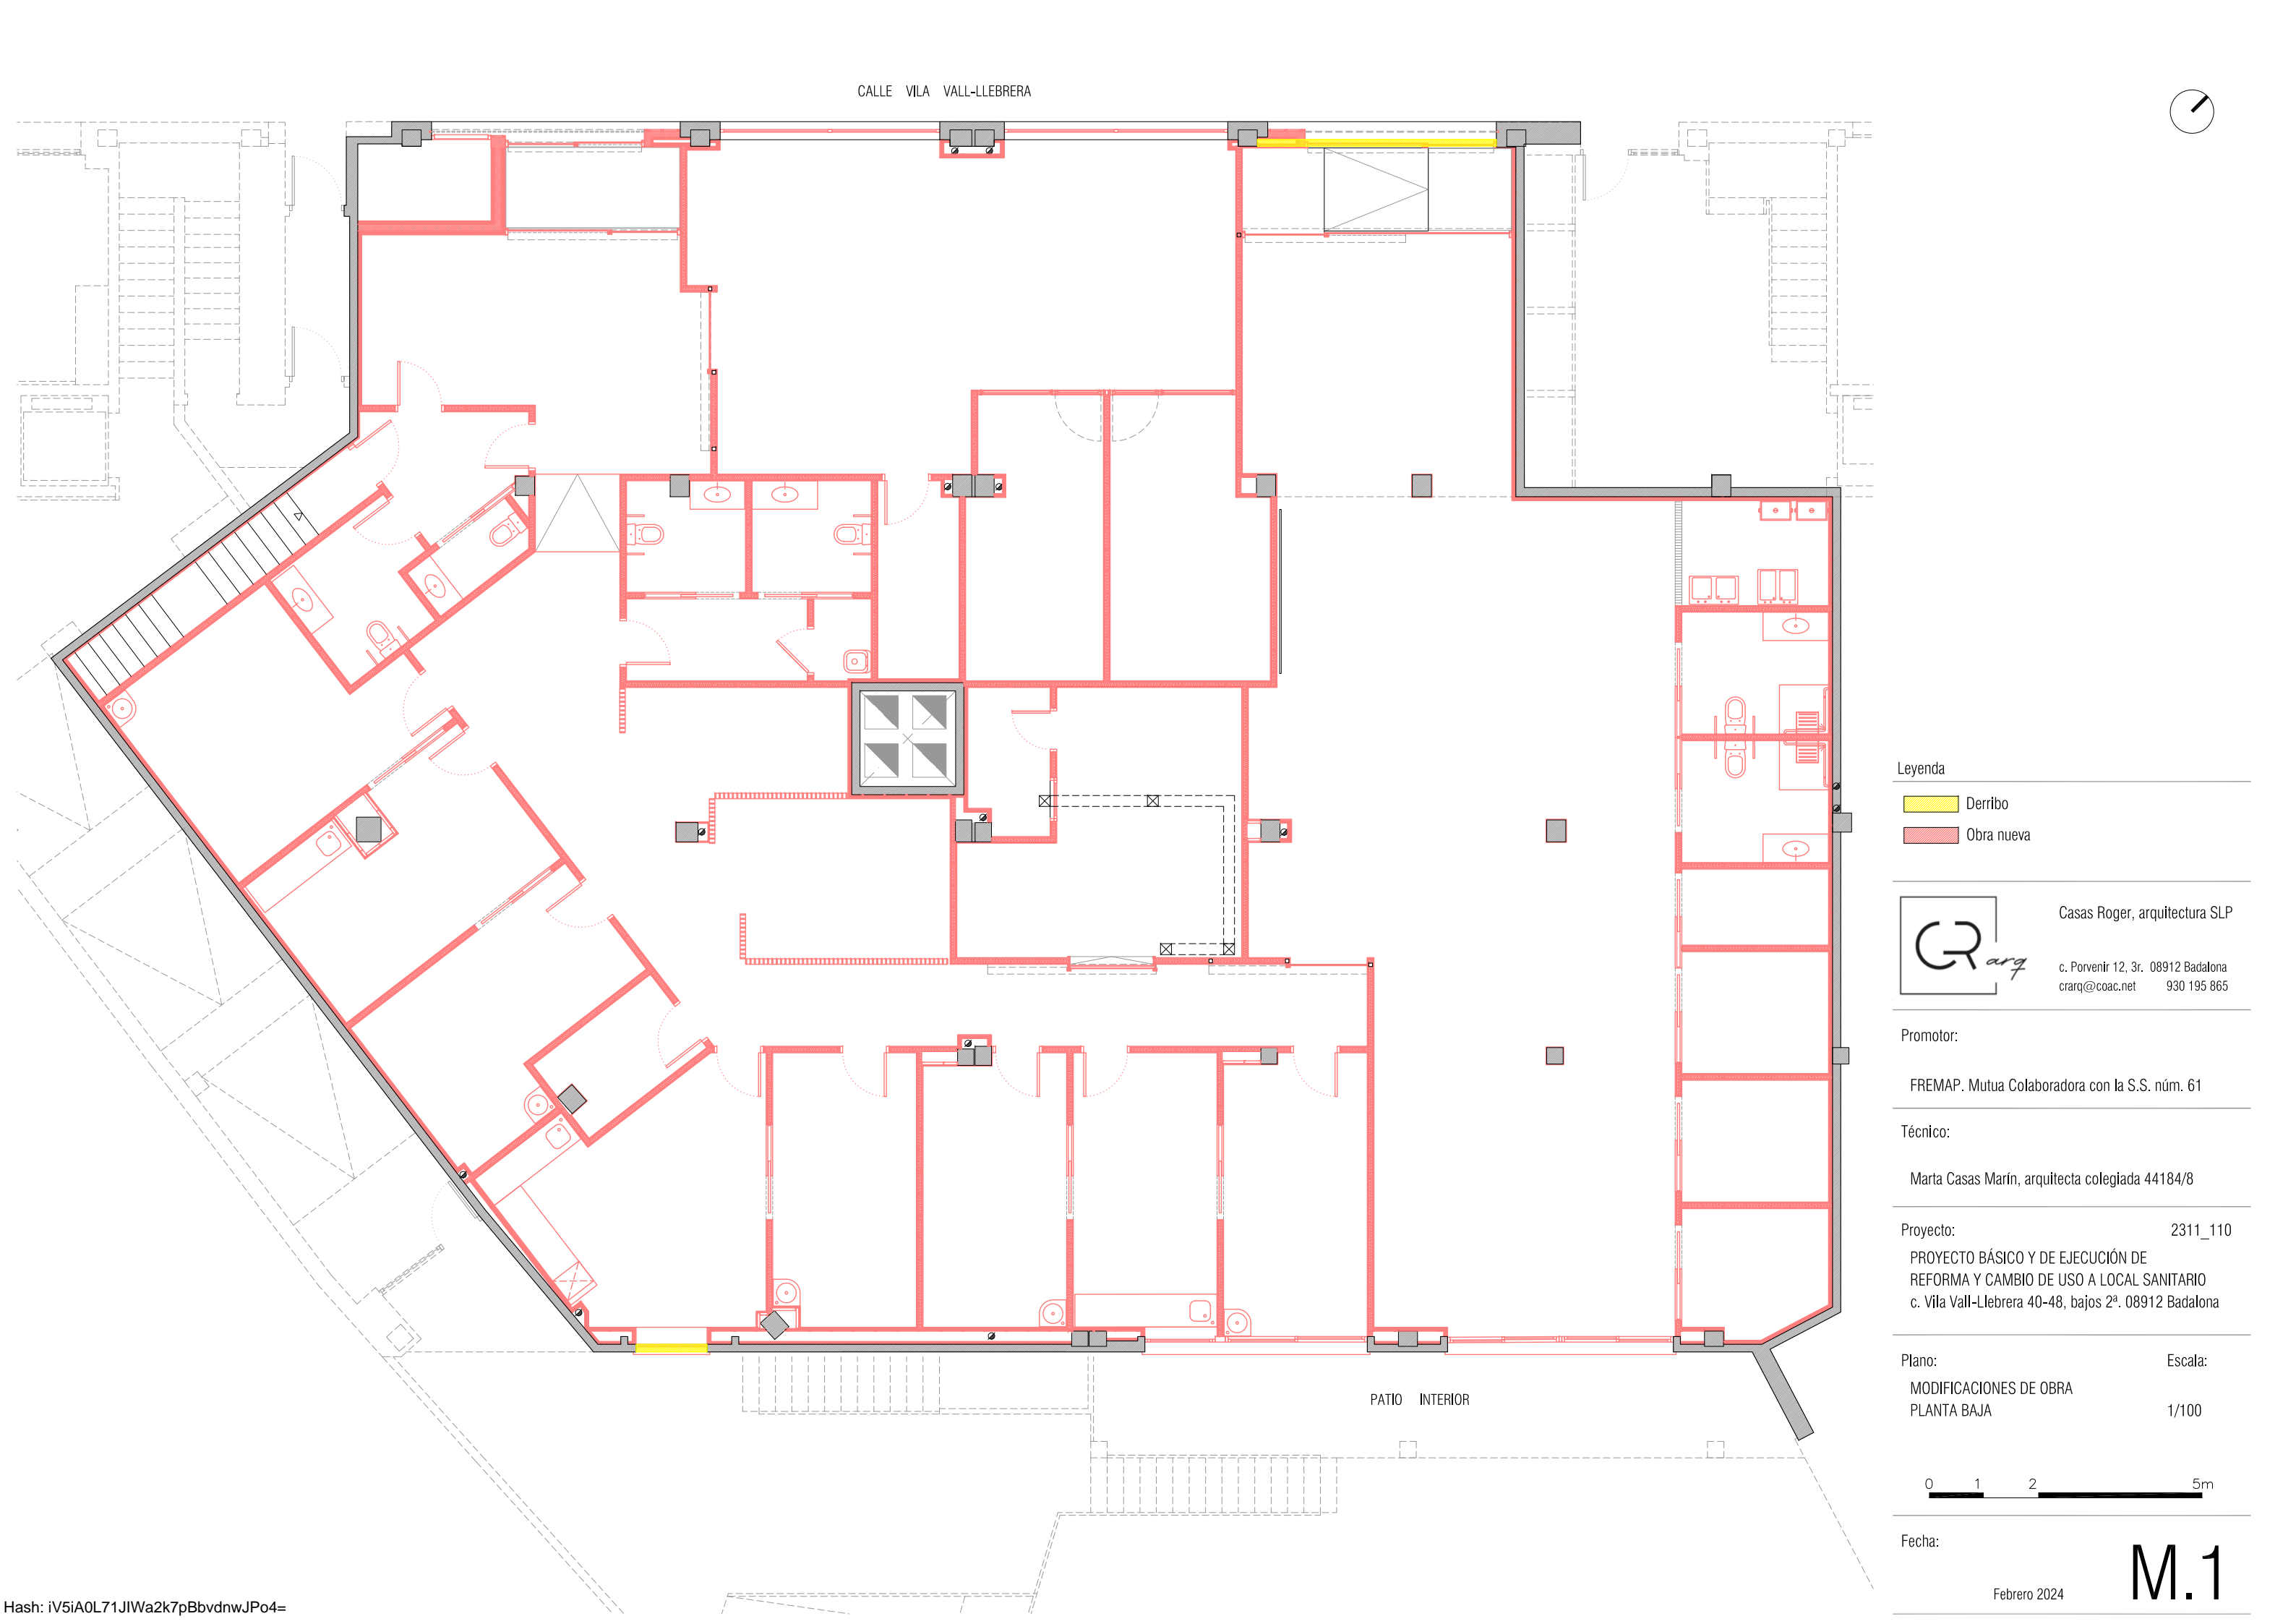 CALLE VILA VALL-LLEBRERA
PATIO INTERIOR
Leyenda
Derribo
Obra nueva
CR arq
Casas Roger, arquitectura SLP
c. Porvenir 12, 3r. 08912 Badalona
crarq@coac.net 930 195 865
Promotor:
FREMAP. Mutua Colaboradora con la S.S. núm. 61
Técnico:
Marta Casas Marín, arquitecta colegiada 44184/8
Proyecto: 2311_110
PROYECTO BÁSICO Y DE EJECUCIÓN DE
REFORMA Y CAMBIO DE USO A LOCAL SANITARIO
c. Vila Vall-Llebrera 40-48, bajos 2ª. 08912 Badalona
Plano: Escala:
MODIFICACIONES DE OBRA
PLANTA BAJA 1/100
0 1 2 5m
Fecha:
Febrero 2024
M.1
Hash: iV5iA0L71JIWa2k7pBbvdnwJPo4=